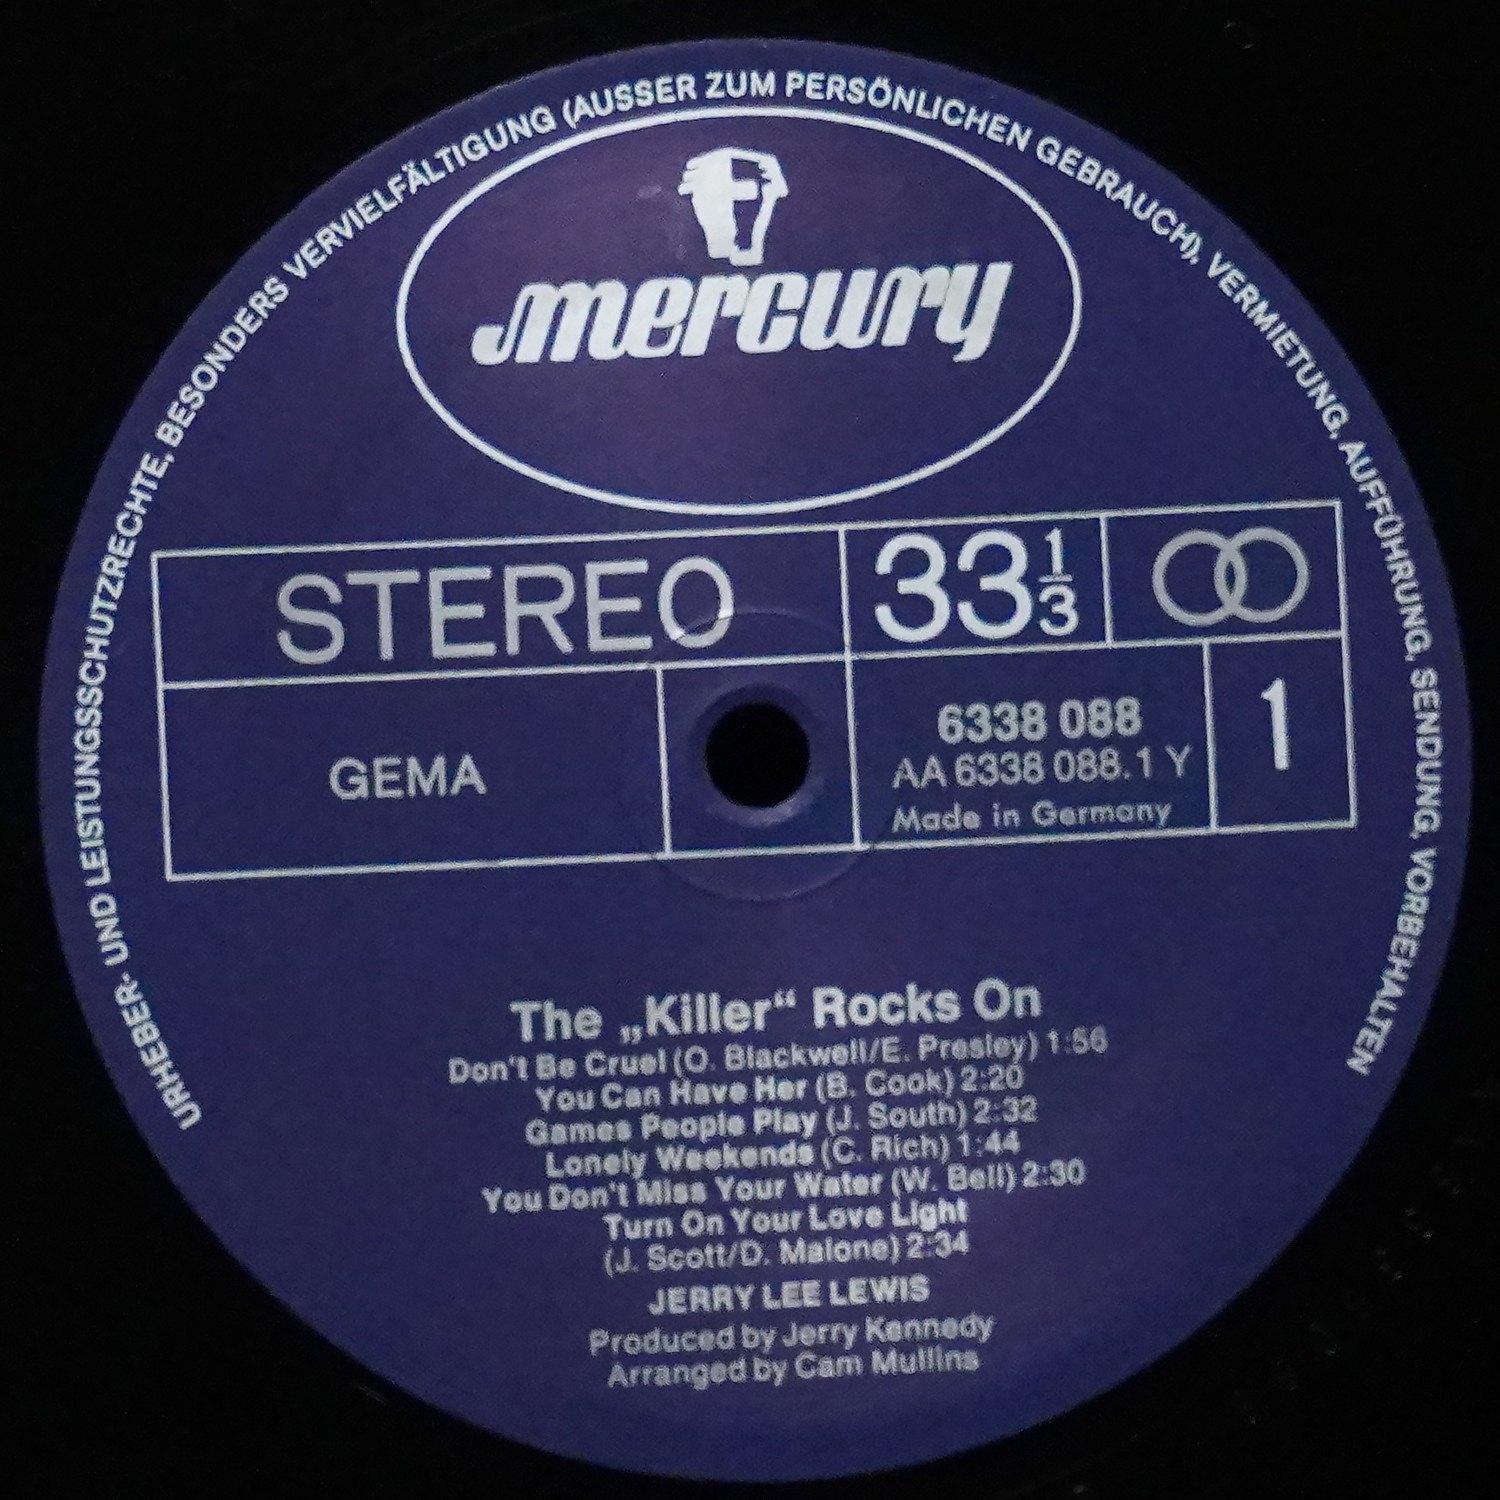 URHEBER- UND LEISTUNGSSCHUTZRECHTE, BESONDERS VERVIELFÄLTIGUNG (AUSSER ZUM PERSÖNLICHEN GEBRAUCH), VERMIETUNG, AUFFÜHRUNG, SENDUNG, VORBEHALTEN
mercury
STEREO
33 1/3
GEMA
6338 088
AA 6338 088.1 Y
Made in Germany
1
The „Killer“ Rocks On
Don't Be Cruel (O. Blackwell/E. Presley) 1:56
You Can Have Her (B. Cook) 2:20
Games People Play (J. South) 2:32
Lonely Weekends (C. Rich) 1:44
You Don't Miss Your Water (W. Bell) 2:30
Turn On Your Love Light
(J. Scott/D. Malone) 2:34
JERRY LEE LEWIS
Produced by Jerry Kennedy
Arranged by Cam Mullins